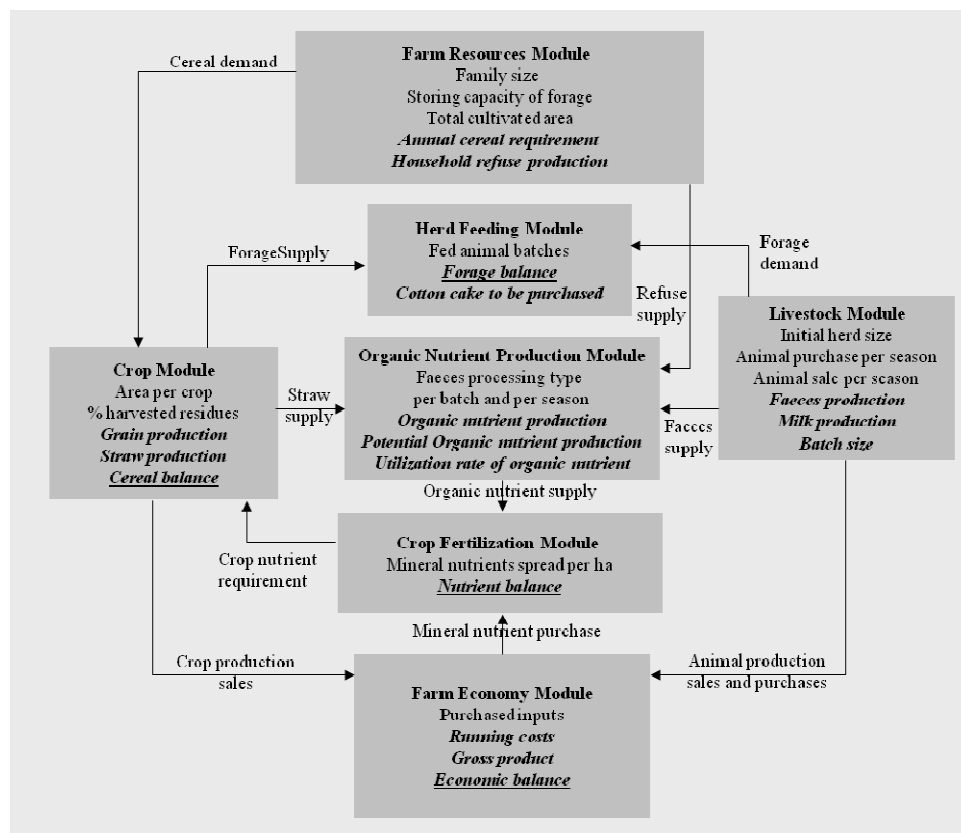 Cereal demand
Farm Resources Module
Family size
Storing capacity of forage
Total cultivated area
Annual cereal requirement
Household refuse production
Herd Feeding Module
Fed animal batches
Forage balance
Cotton cake to be purchased
ForageSupply
Forage
demand
Refuse
supply
Livestock Module
Initial herd size
Animal purchase per season
Animal sale per season
Faeces production
Milk production
Batch size
Organic Nutrient Production Module
Faeces processing type
per batch and per season
Organic nutrient production
Potential Organic nutrient production
Utilization rate of organic nutrient
Crop Module
Area per crop
% harvested residues
Grain production
Straw production
Cereal balance
Straw
supply
Faeces
supply
Organic nutrient supply
Crop Fertilization Module
Mineral nutrients spread per ha
Nutrient balance
Crop nutrient
requirement
Mineral nutrient purchase
Crop production
sales
Animal production
sales and purchases
Farm Economy Module
Purchased inputs
Running costs
Gross product
Economic balance